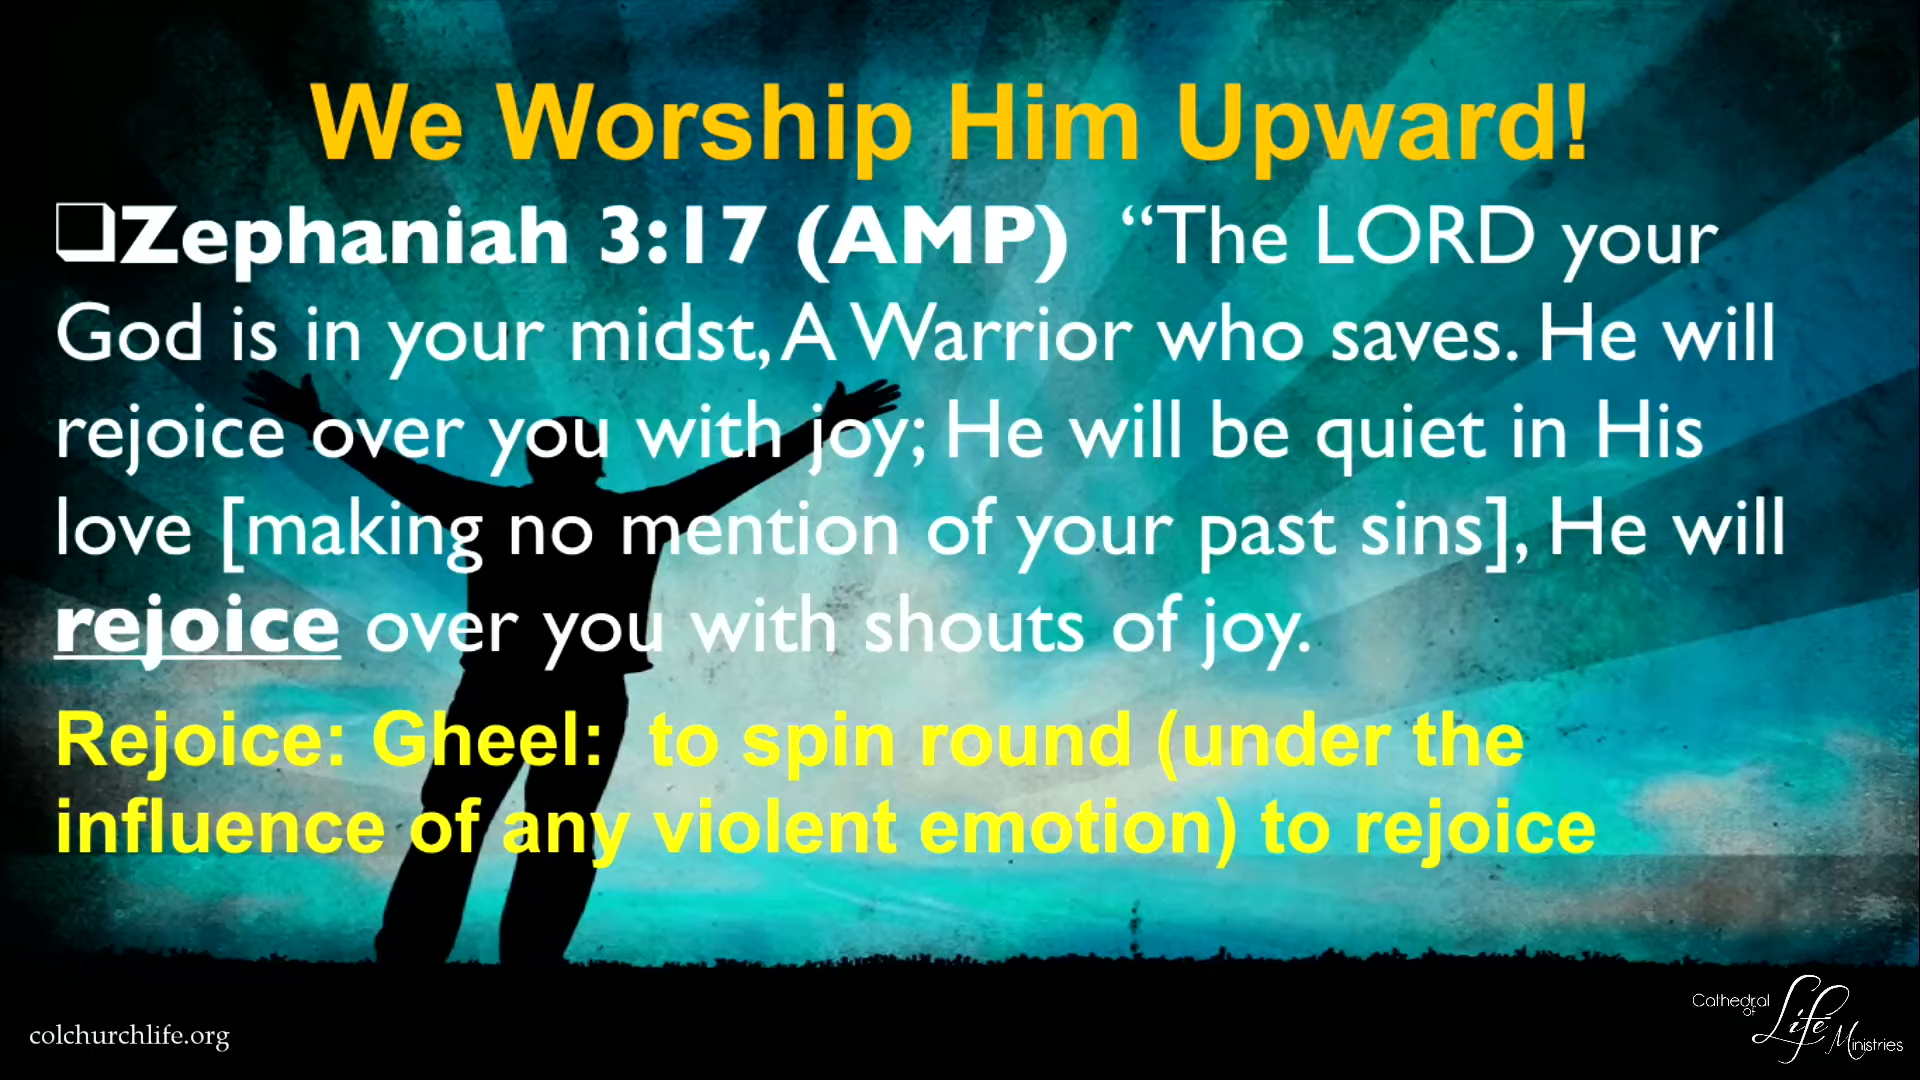 We Worship Him Upward!
❑Zephaniah 3:17 (AMP) “The LORD your
God is in your midst, A Warrior who saves. He will
rejoice over you with joy; He will be quiet in His
love [making no mention of your past sins], He will
rejoice over you with shouts of joy.
Rejoice: Gheel: to spin round (under the
influence of any violent emotion) to rejoice
colchurchlife.org
Cathedral
OF
Life
Ministries